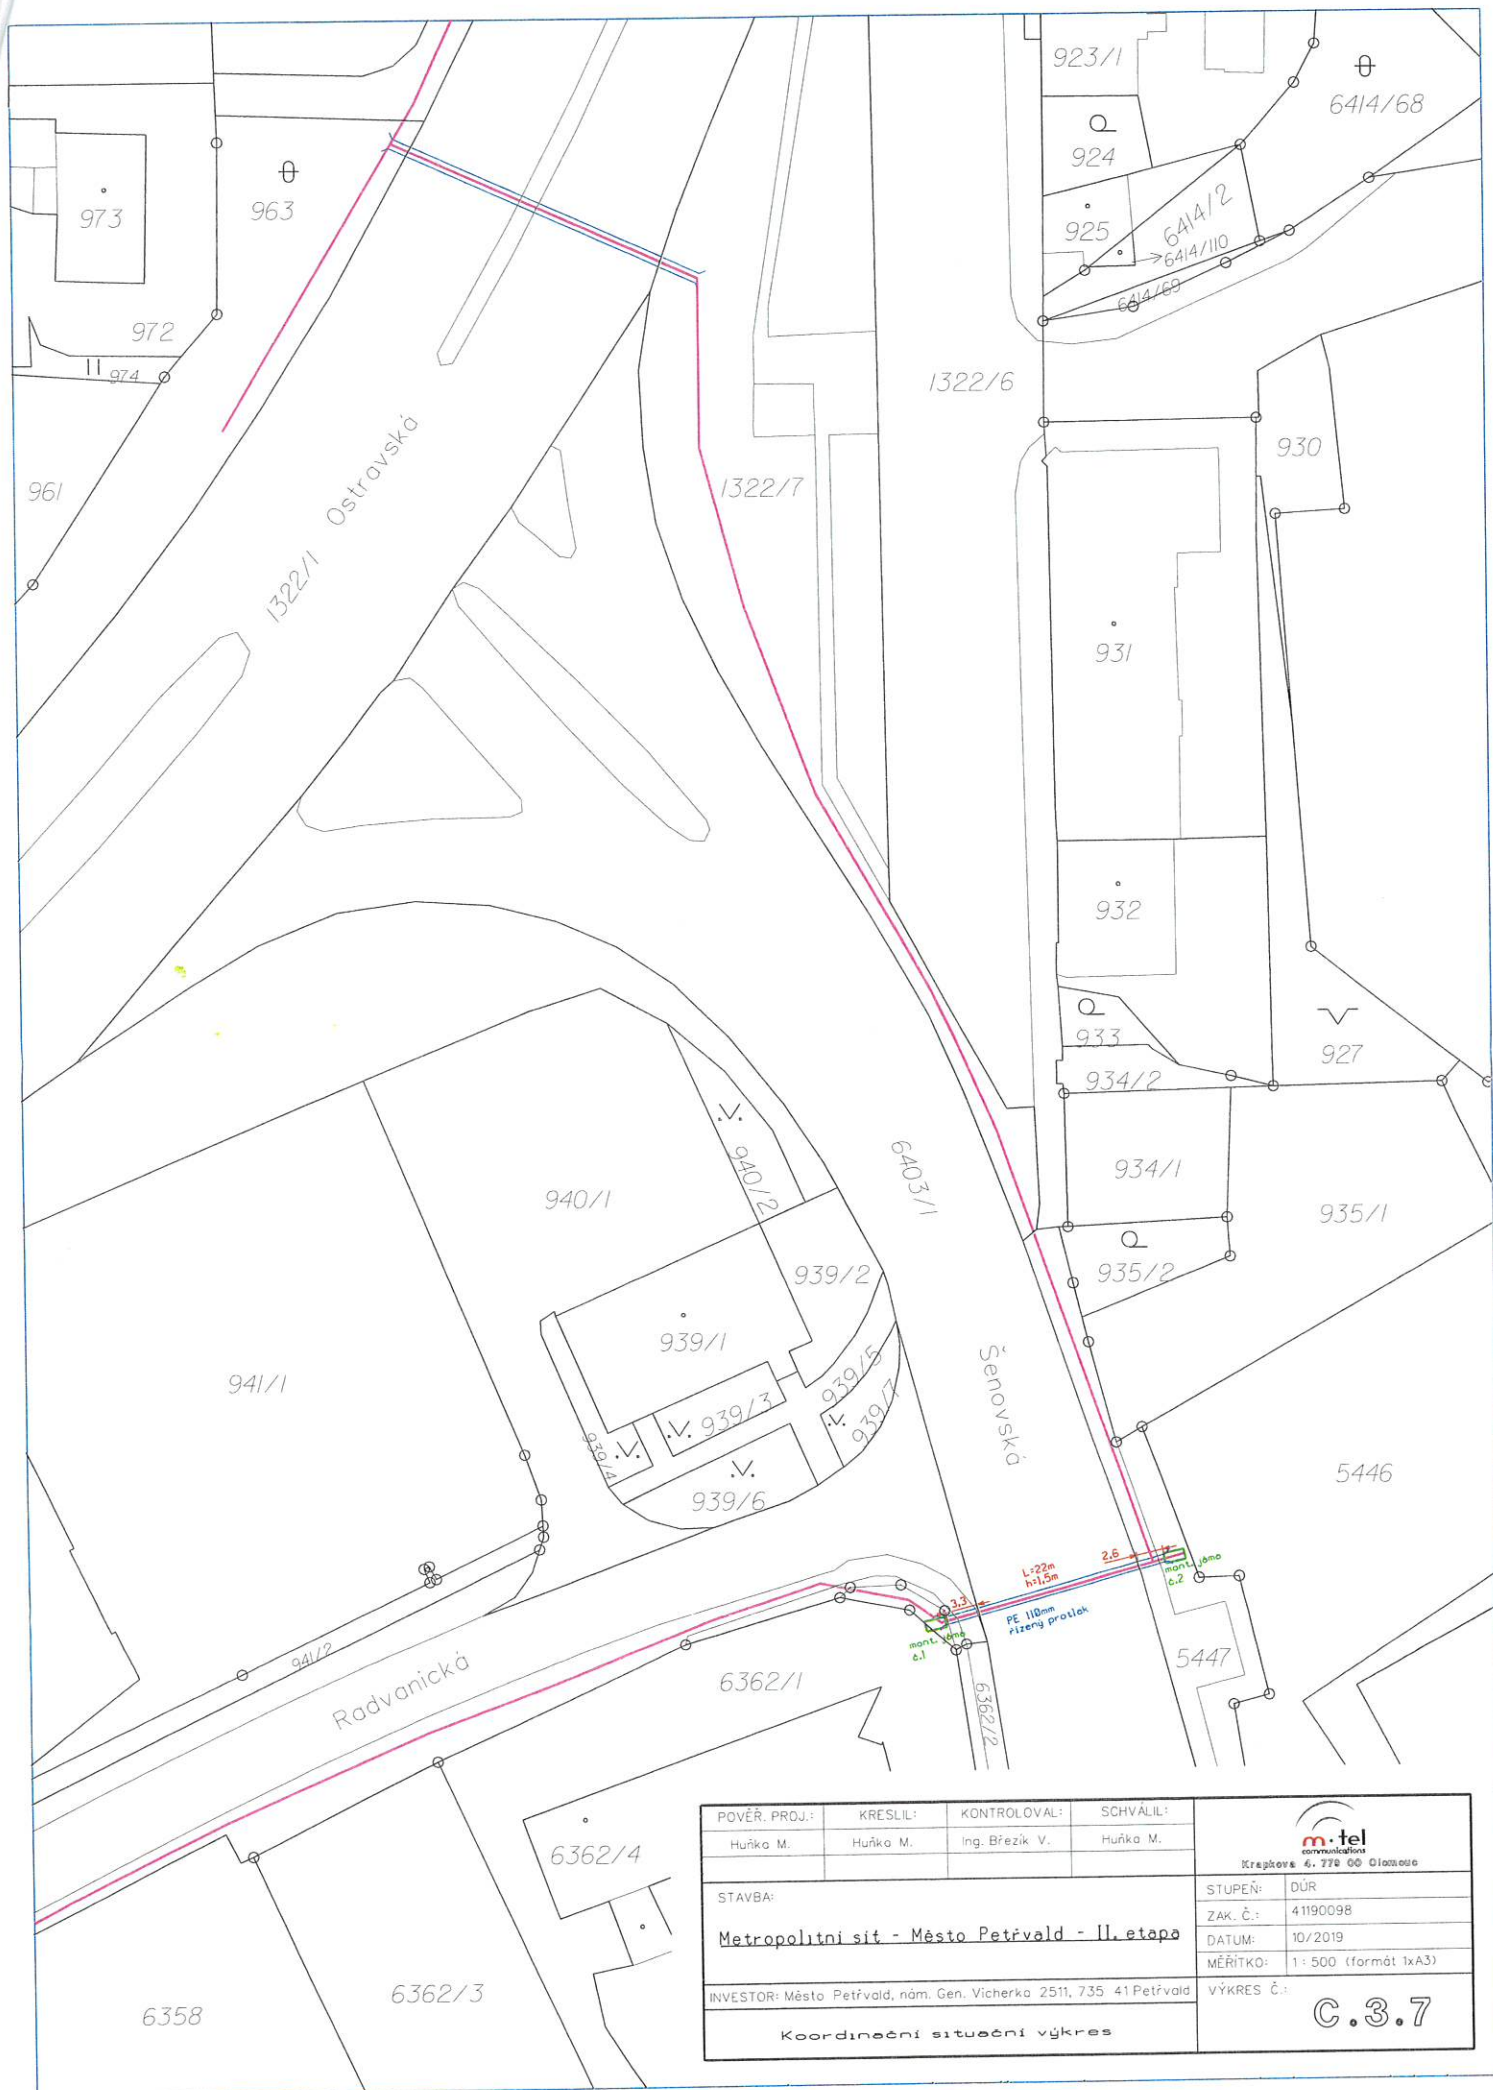 923/1
6414/68
924
973
963
925
6414/2
6414/110
6414/69
972
974
1322/6
961
Ostravská
1322/1
1322/7
930
931
932
933
927
934/2
940/2
940/1
6403/1
934/1
935/1
939/2
935/2
939/1
941/1
939/5
939/3
939/7
939/4
939/6
Šenovská
5446
L=22m
h=1,5m
2.6
mont. jáma
č.2
3.3
PE 110mm
řízený protlak
mont. jáma
č.1
941/2
Radvanická
6362/1
6362/2
5447
6362/4
6362/3
6358
POVĚŘ. PROJ.: KRESLIL: KONTROLOVAL: SCHVÁLIL:
Huňka M. Huňka M. Ing. Březík V. Huňka M.
m·tel
communications
Krapkova 4, 779 00 Olomouc
STAVBA:
Metropolitní síť - Město Petřvald - II. etapa
STUPEŇ: DÚR
ZAK. Č.: 41190098
DATUM: 10/2019
MĚŘÍTKO: 1 : 500 (formát 1xA3)
INVESTOR: Město Petřvald, nám. Gen. Vicherka 2511, 735 41 Petřvald
Koordinační situační výkres
VÝKRES Č.:
C.3.7